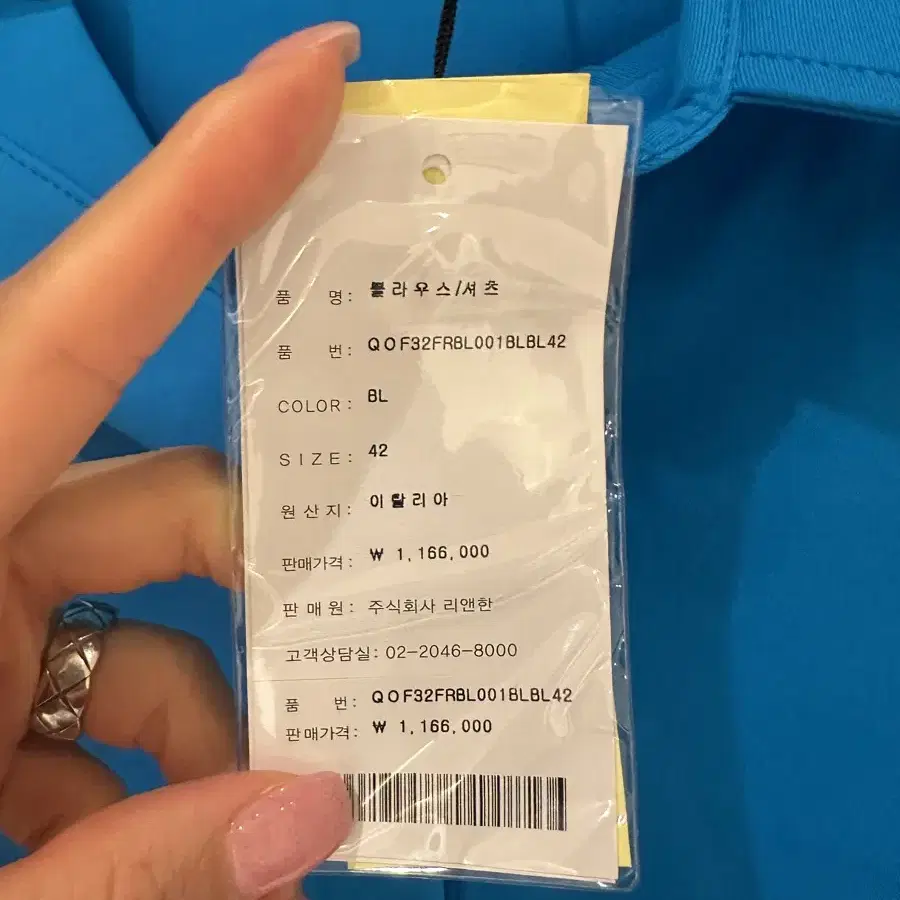 품 명: 블라우스/셔츠
품 번: QOF32FRBL001BLBL42
COLOR: BL
SIZE: 42
원산지: 이탈리아
판매가격: ₩ 1,166,000
판매원: 주식회사 리앤한
고객상담실: 02-2046-8000
품 번: QOF32FRBL001BLBL42
판매가격: ₩ 1,166,000